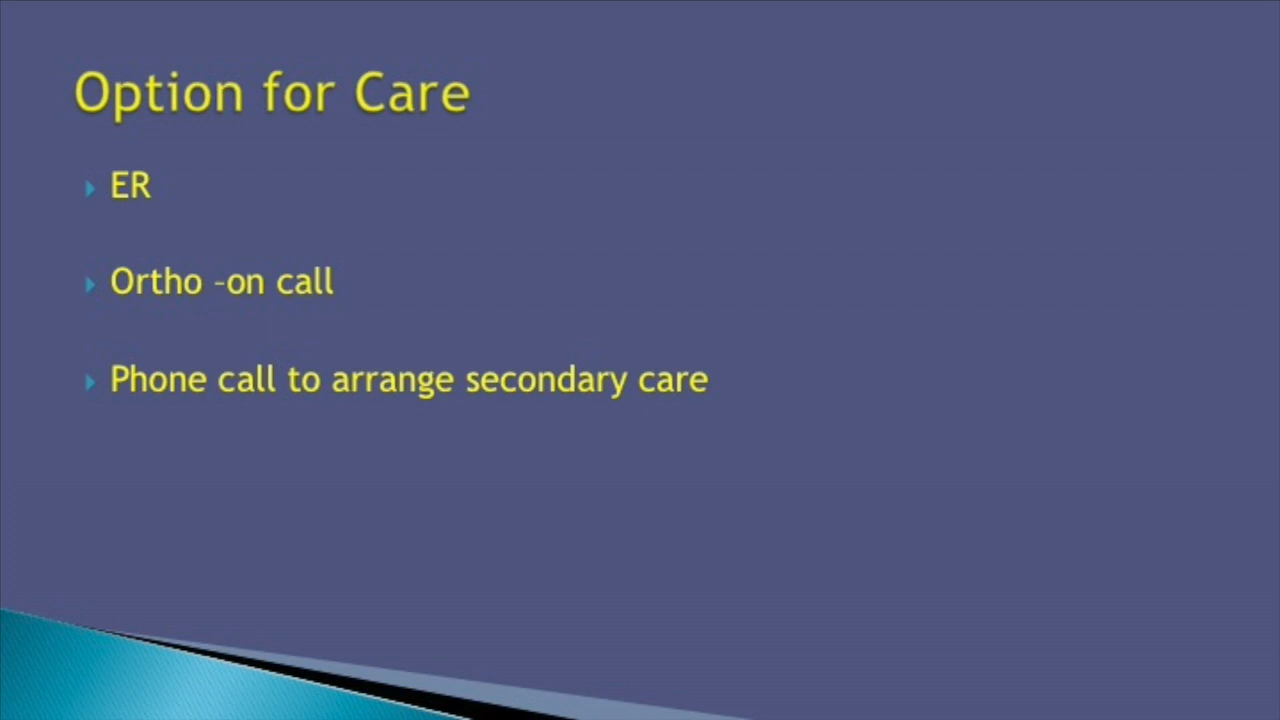 Option for Care
ER
Ortho –on call
Phone call to arrange secondary care